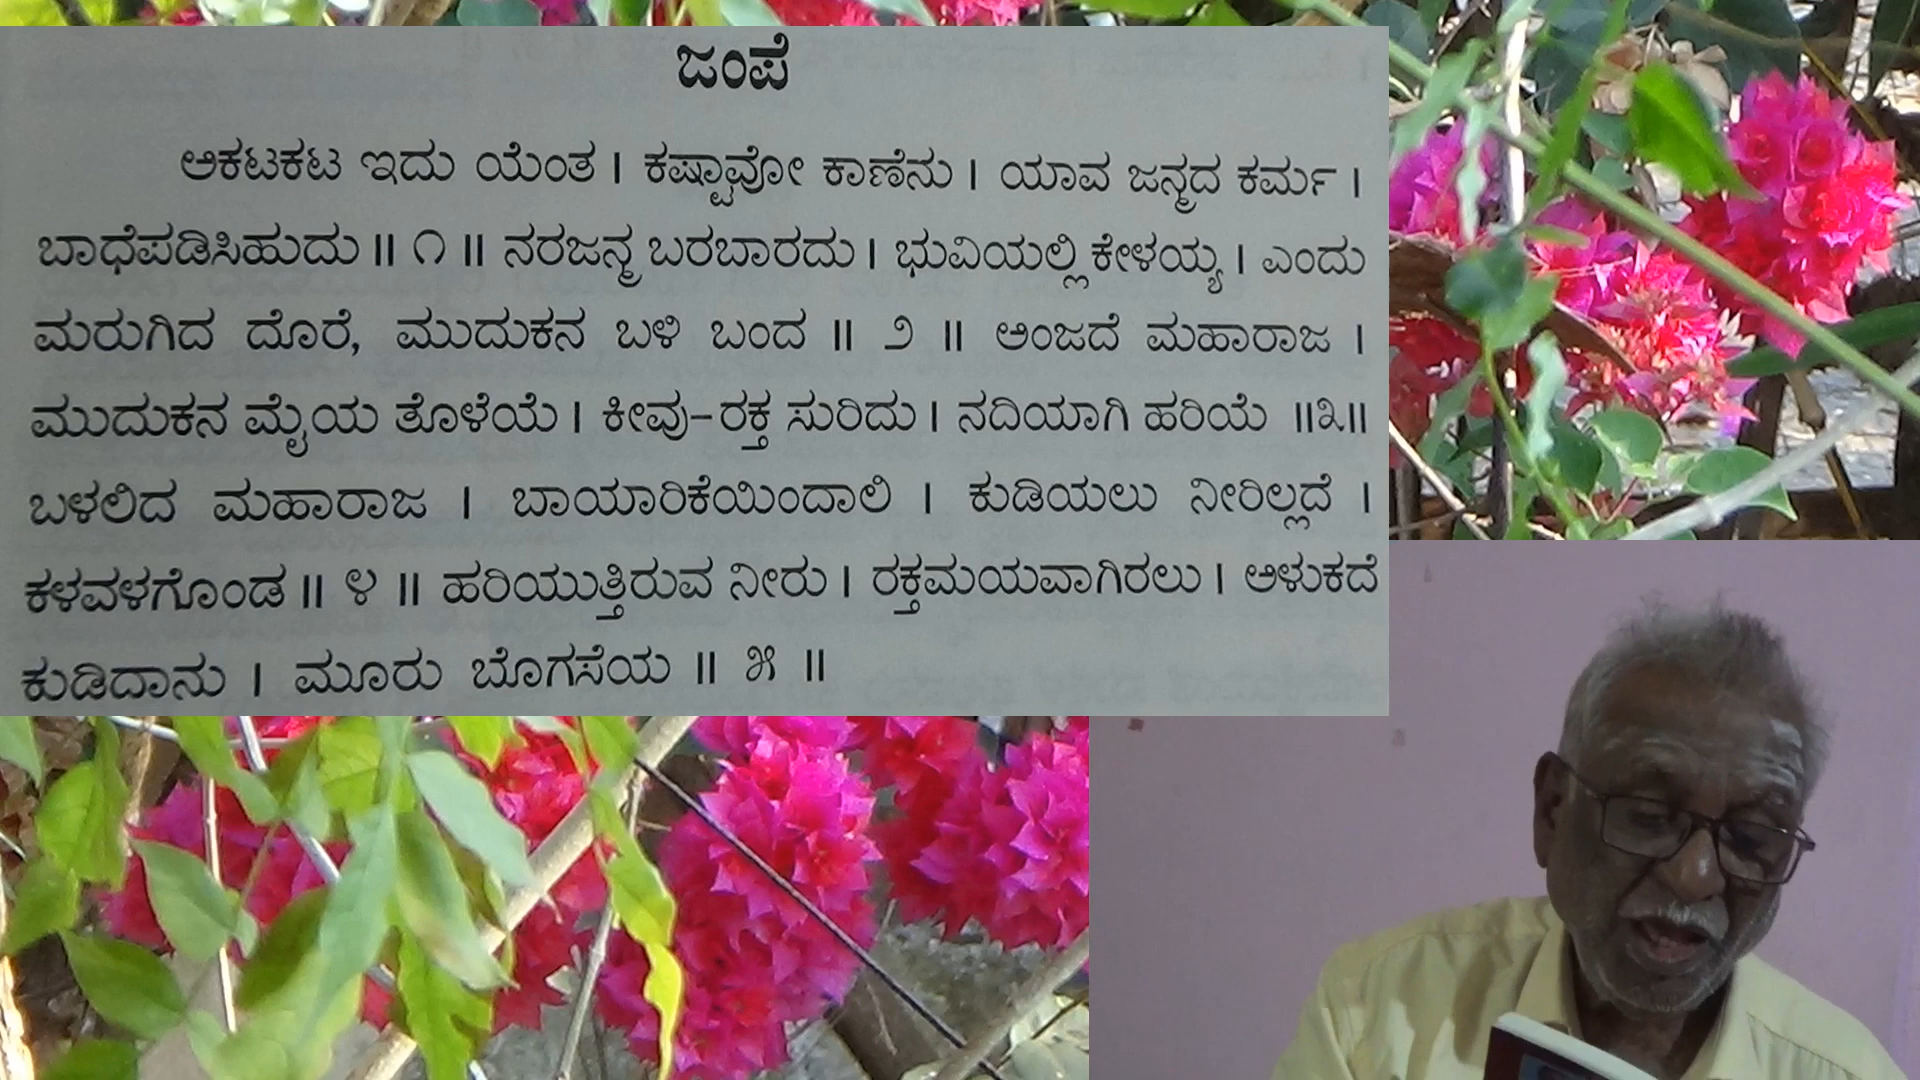 ಜಂಪೆ
ಅಕಟಕಟ ಇದು ಯೆಂತ । ಕಷ್ಟಾವೋ ಕಾಣೆನು । ಯಾವ ಜನ್ಮದ ಕರ್ಮ ।
ಬಾಧೆಪಡಿಸಿಹುದು ॥ ೧ ॥ ನರಜನ್ಮ ಬರಬಾರದು । ಭುವಿಯಲ್ಲಿ ಕೇಳಯ್ಯ । ಎಂದು
ಮರುಗಿದ ದೊರೆ, ಮುದುಕನ ಬಳಿ ಬಂದ ॥ ೨ ॥ ಅಂಜದೆ ಮಹಾರಾಜ ।
ಮುದುಕನ ಮೈಯ ತೊಳೆಯೆ । ಕೀವು-ರಕ್ತ ಸುರಿದು । ನದಿಯಾಗಿ ಹರಿಯೆ ॥೩॥
ಬಳಲಿದ ಮಹಾರಾಜ । ಬಾಯಾರಿಕೆಯಿಂದಾಲಿ । ಕುಡಿಯಲು ನೀರಿಲ್ಲದೆ ।
ಕಳವಳಗೊಂಡ ॥ ೪ ॥ ಹರಿಯುತ್ತಿರುವ ನೀರು । ರಕ್ತಮಯವಾಗಿರಲು । ಅಳುಕದೆ
ಕುಡಿದಾನು । ಮೂರು ಬೊಗಸೆಯ ॥ ೫ ॥